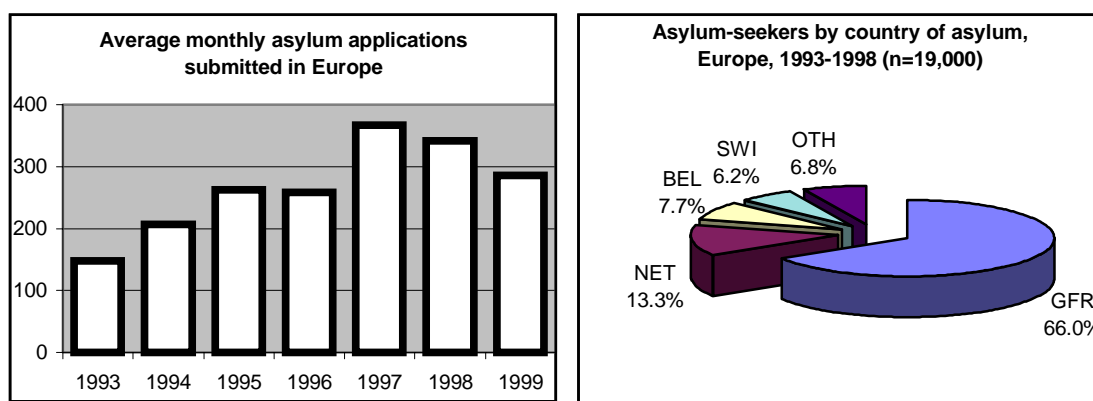 Average monthly asylum applications
submitted in Europe
400
300
200
100
0
1993 1994 1995 1996 1997 1998 1999
Asylum-seekers by country of asylum,
Europe, 1993-1998 (n=19,000)
OTH
6.8%
SWI
6.2%
BEL
7.7%
NET
13.3%
GFR
66.0%